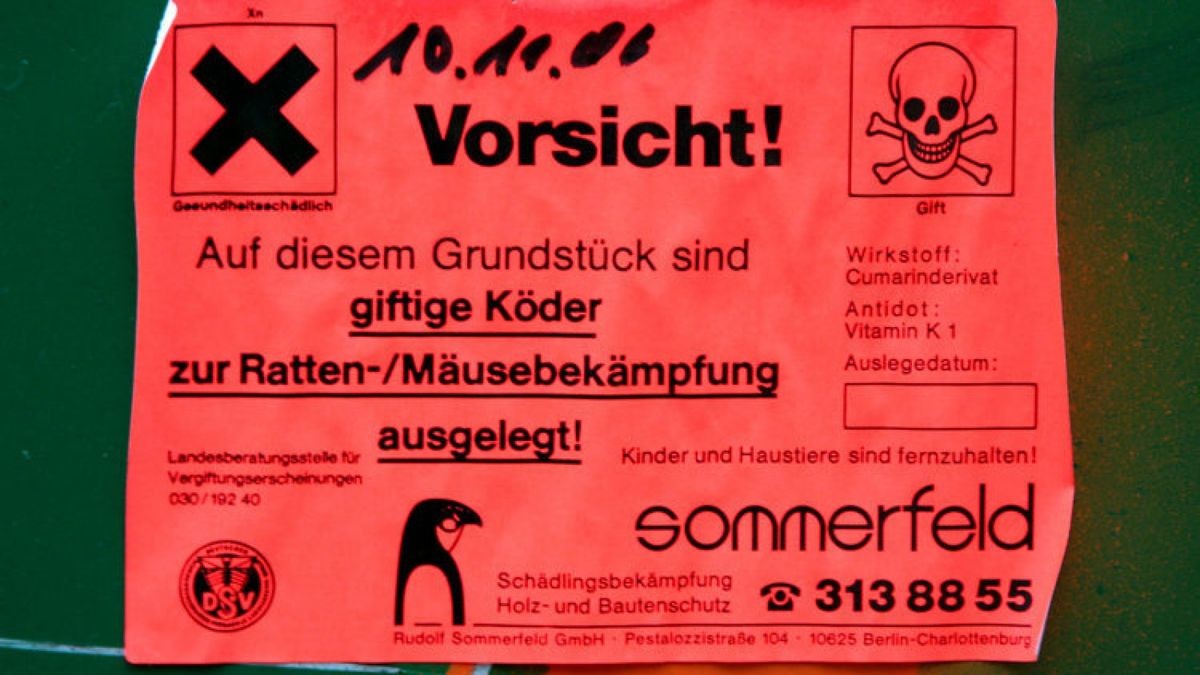 Xn
10.11.06
Vorsicht!
Gesundheitsschädlich
Gift
Auf diesem Grundstück sind
giftige Köder
zur Ratten-/Mäusebekämpfung
ausgelegt!
Wirkstoff:
Cumarinderivat
Antidot:
Vitamin K 1
Auslegedatum:
Kinder und Haustiere sind fernzuhalten!
Landesberatungsstelle für
Vergiftungserscheinungen
030/192 40
DSV
sommerfeld
Schädlingsbekämpfung
Holz- und Bautenschutz
☎ 313 88 55
Rudolf Sommerfeld GmbH · Pestalozzistraße 104 · 10625 Berlin-Charlottenburg